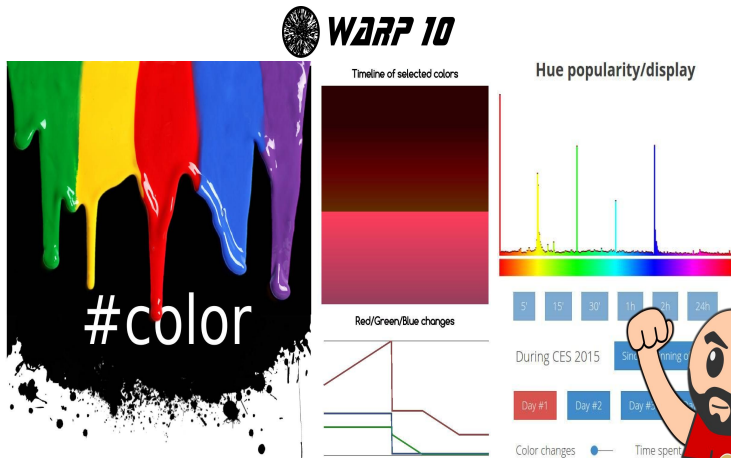 WARP 10
#color
Timeline of selected colors
Red/Green/Blue changes
Hue popularity/display
5' 15' 30' 1h 2h 24h
During CES 2015
Day #1 Day #2
Color changes Time spent